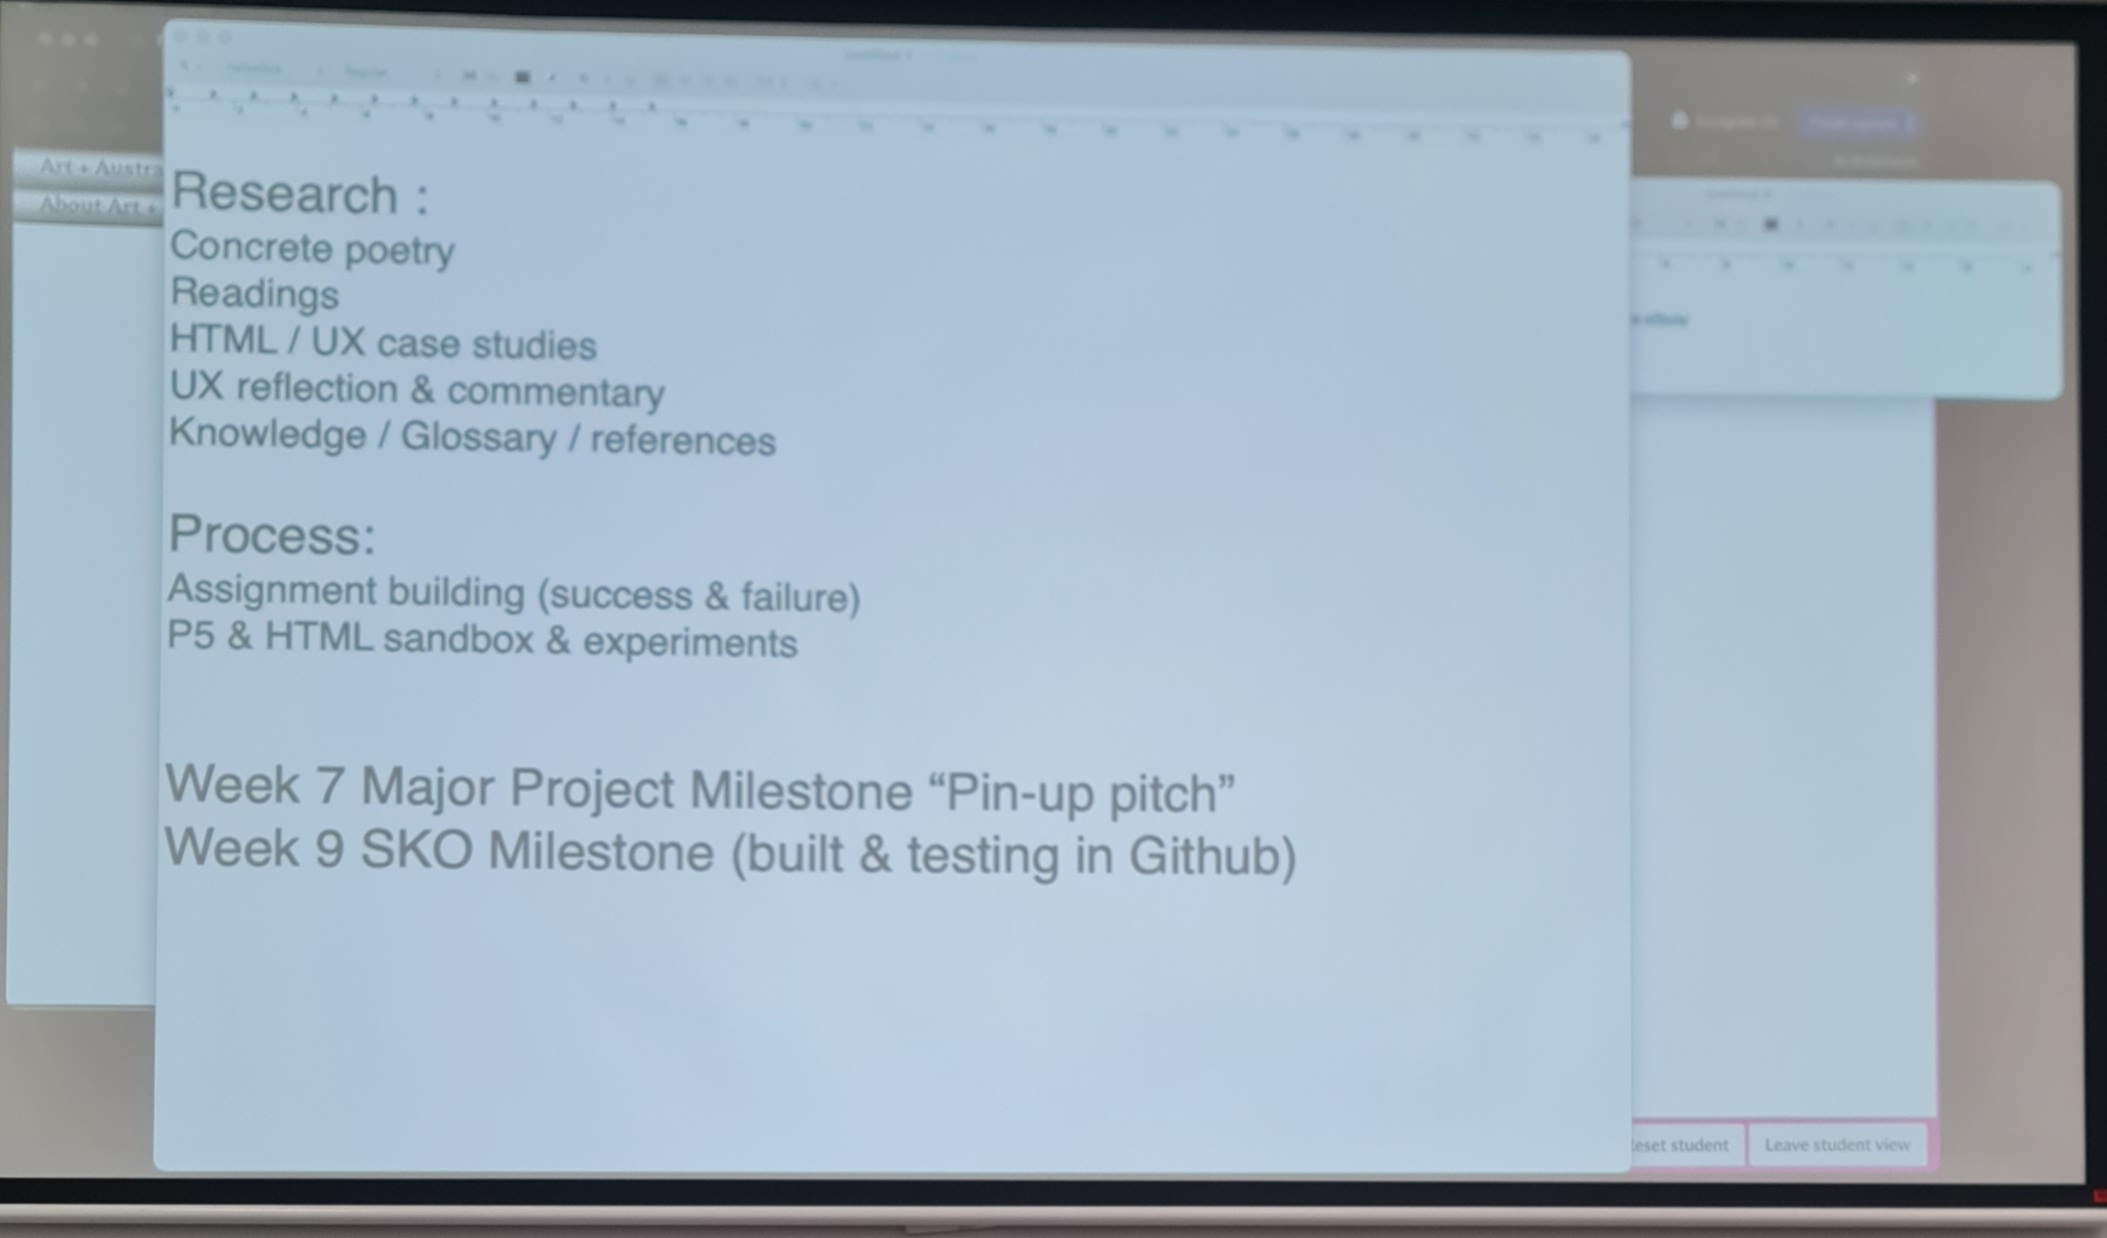 Art + Austra
About Art +
Research :
Concrete poetry
Readings
HTML / UX case studies
UX reflection & commentary
Knowledge / Glossary / references
Process:
Assignment building (success & failure)
P5 & HTML sandbox & experiments
Week 7 Major Project Milestone “Pin-up pitch”
Week 9 SKO Milestone (built & testing in Github)
eset student
Leave student view